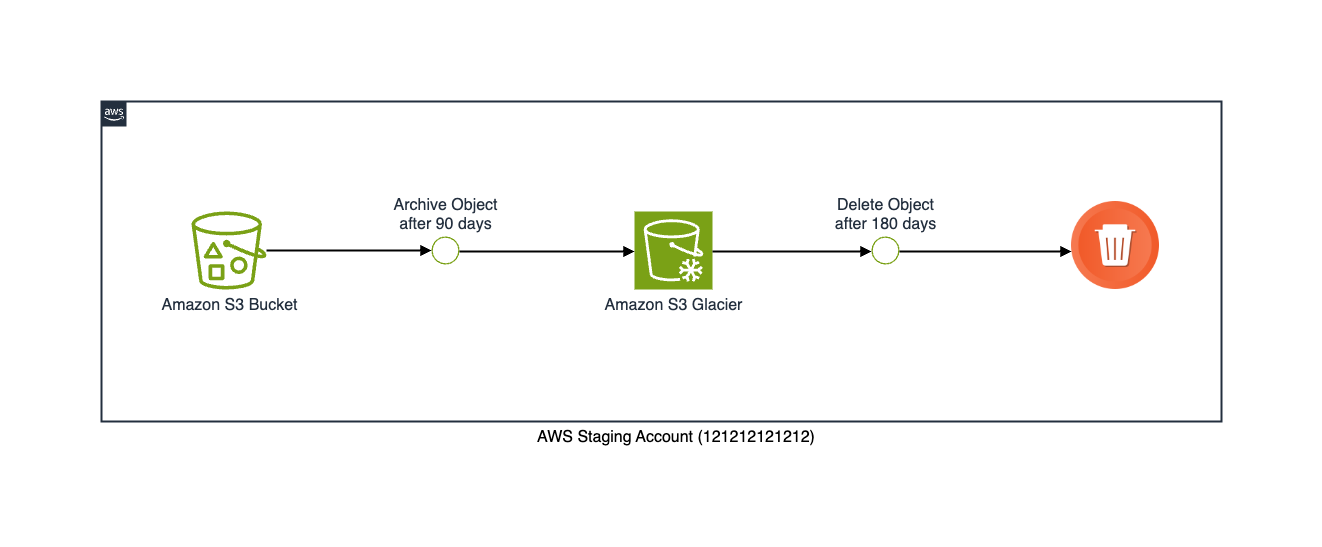 aws
Archive Object
after 90 days
Delete Object
after 180 days
Amazon S3 Bucket
Amazon S3 Glacier
AWS Staging Account (121212121212)